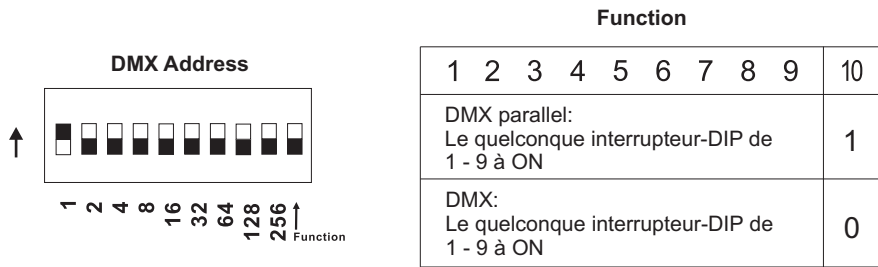 DMX Address
1 2 4 8 16 32 64 128 256 Function
Function
1 2 3 4 5 6 7 8 9 10
DMX parallel:
Le quelconque interrupteur-DIP de
1 - 9 à ON
1
DMX:
Le quelconque interrupteur-DIP de
1 - 9 à ON
0